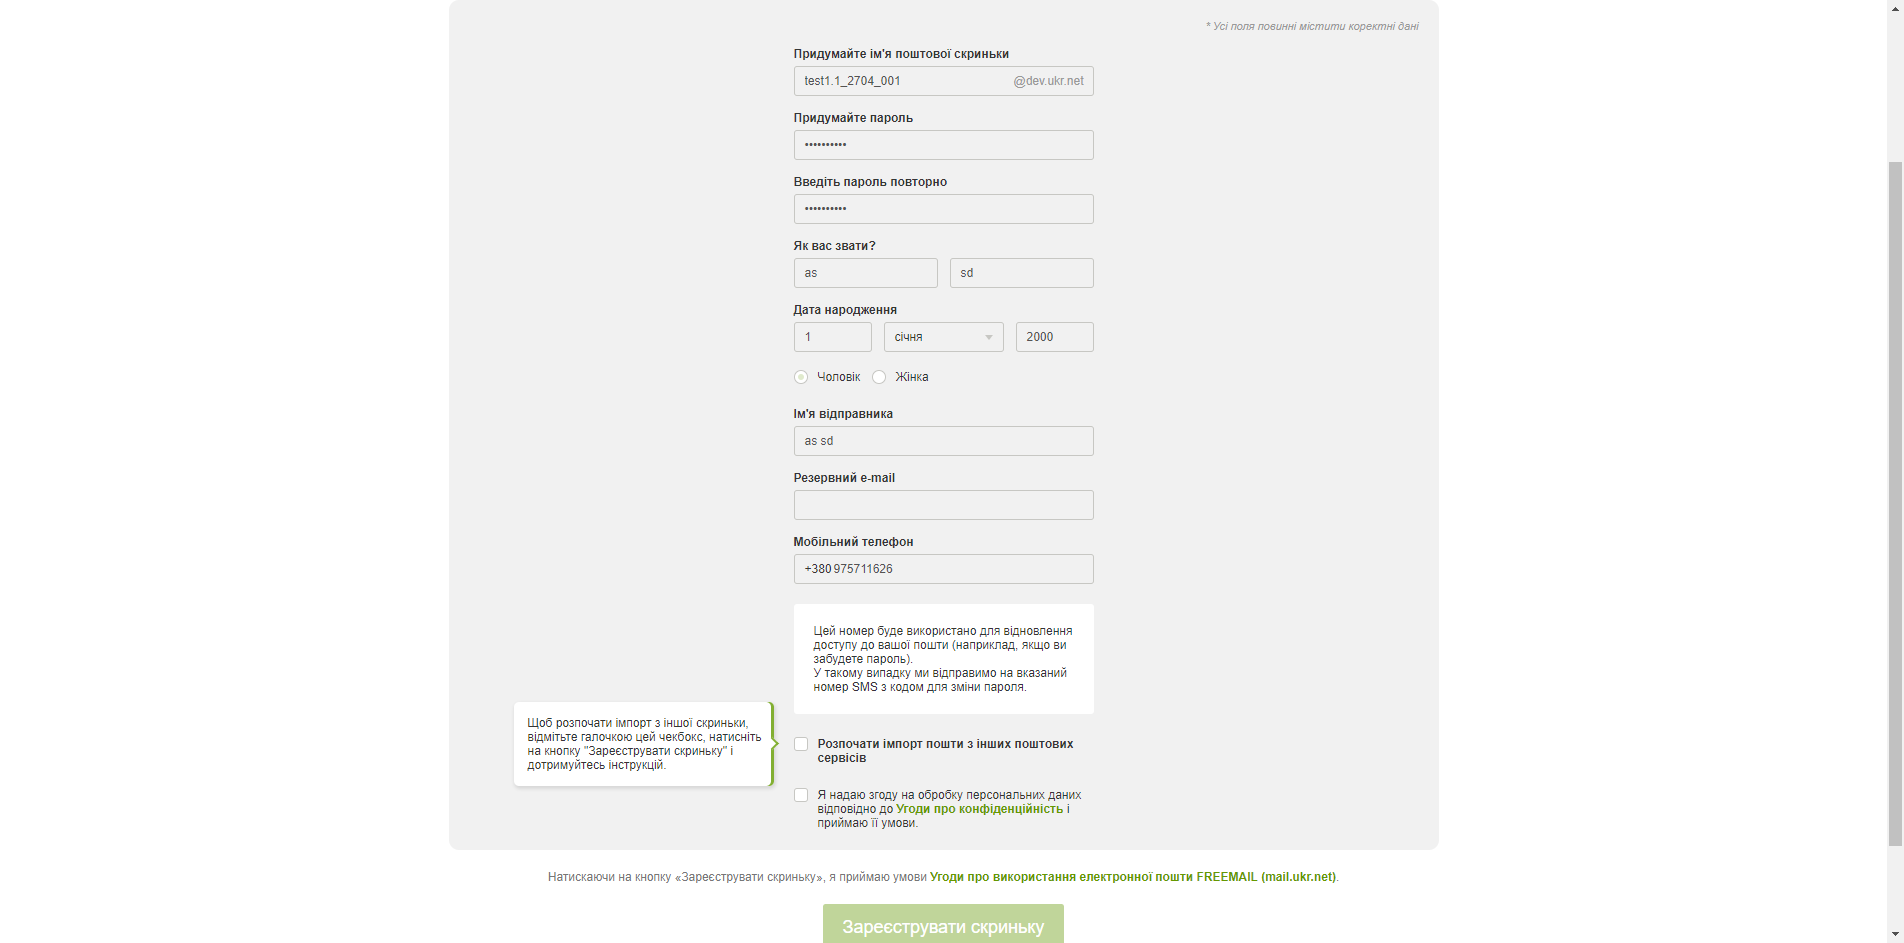 * Усі поля повинні містити коректні дані
Придумайте ім'я поштової скриньки
test1.1_2704_001 @dev.ukr.net
Придумайте пароль
••••••••••
Введіть пароль повторно
••••••••••
Як вас звати?
as sd
Дата народження
1 січня 2000
Чоловік Жінка
Ім'я відправника
as sd
Резервний e-mail
Мобільний телефон
+380 975711626
Цей номер буде використано для відновлення
доступу до вашої пошти (наприклад, якщо ви
забудете пароль).
У такому випадку ми відправимо на вказаний
номер SMS з кодом для зміни пароля.
Щоб розпочати імпорт з іншої скриньки,
відмітьте галочкою цей чекбокс, натисніть
на кнопку "Зареєструвати скриньку" і
дотримуйтесь інструкцій.
Розпочати імпорт пошти з інших поштових
сервісів
Я надаю згоду на обробку персональних даних
відповідно до Угоди про конфіденційність і
приймаю її умови.
Натискаючи на кнопку «Зареєструвати скриньку», я приймаю умови Угоди про використання електронної пошти FREEMAIL (mail.ukr.net).
Зареєструвати скриньку